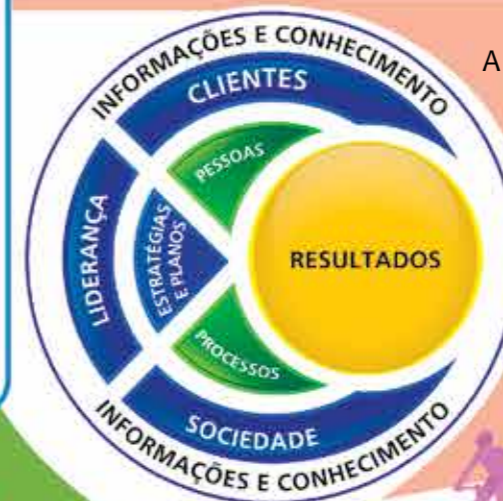 INFORMAÇÕES E CONHECIMENTO
A
CLIENTES
PESSOAS
LIDERANÇA
ESTRATÉGIAS
E PLANOS
RESULTADOS
PROCESSOS
SOCIEDADE
INFORMAÇÕES E CONHECIMENTO